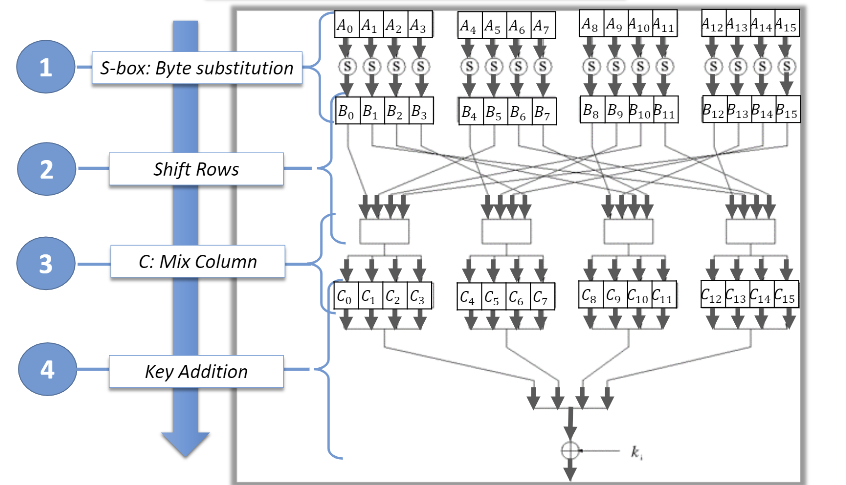 A₀ A₁ A₂ A₃ A₄ A₅ A₆ A₇ A₈ A₉ A₁₀ A₁₁ A₁₂ A₁₃ A₁₄ A₁₅
1
S-box: Byte substitution
S S S S S S S S S S S S S S S S
B₀ B₁ B₂ B₃ B₄ B₅ B₆ B₇ B₈ B₉ B₁₀ B₁₁ B₁₂ B₁₃ B₁₄ B₁₅
2
Shift Rows
3
C: Mix Column
C₀ C₁ C₂ C₃ C₄ C₅ C₆ C₇ C₈ C₉ C₁₀ C₁₁ C₁₂ C₁₃ C₁₄ C₁₅
4
Key Addition
kᵢ